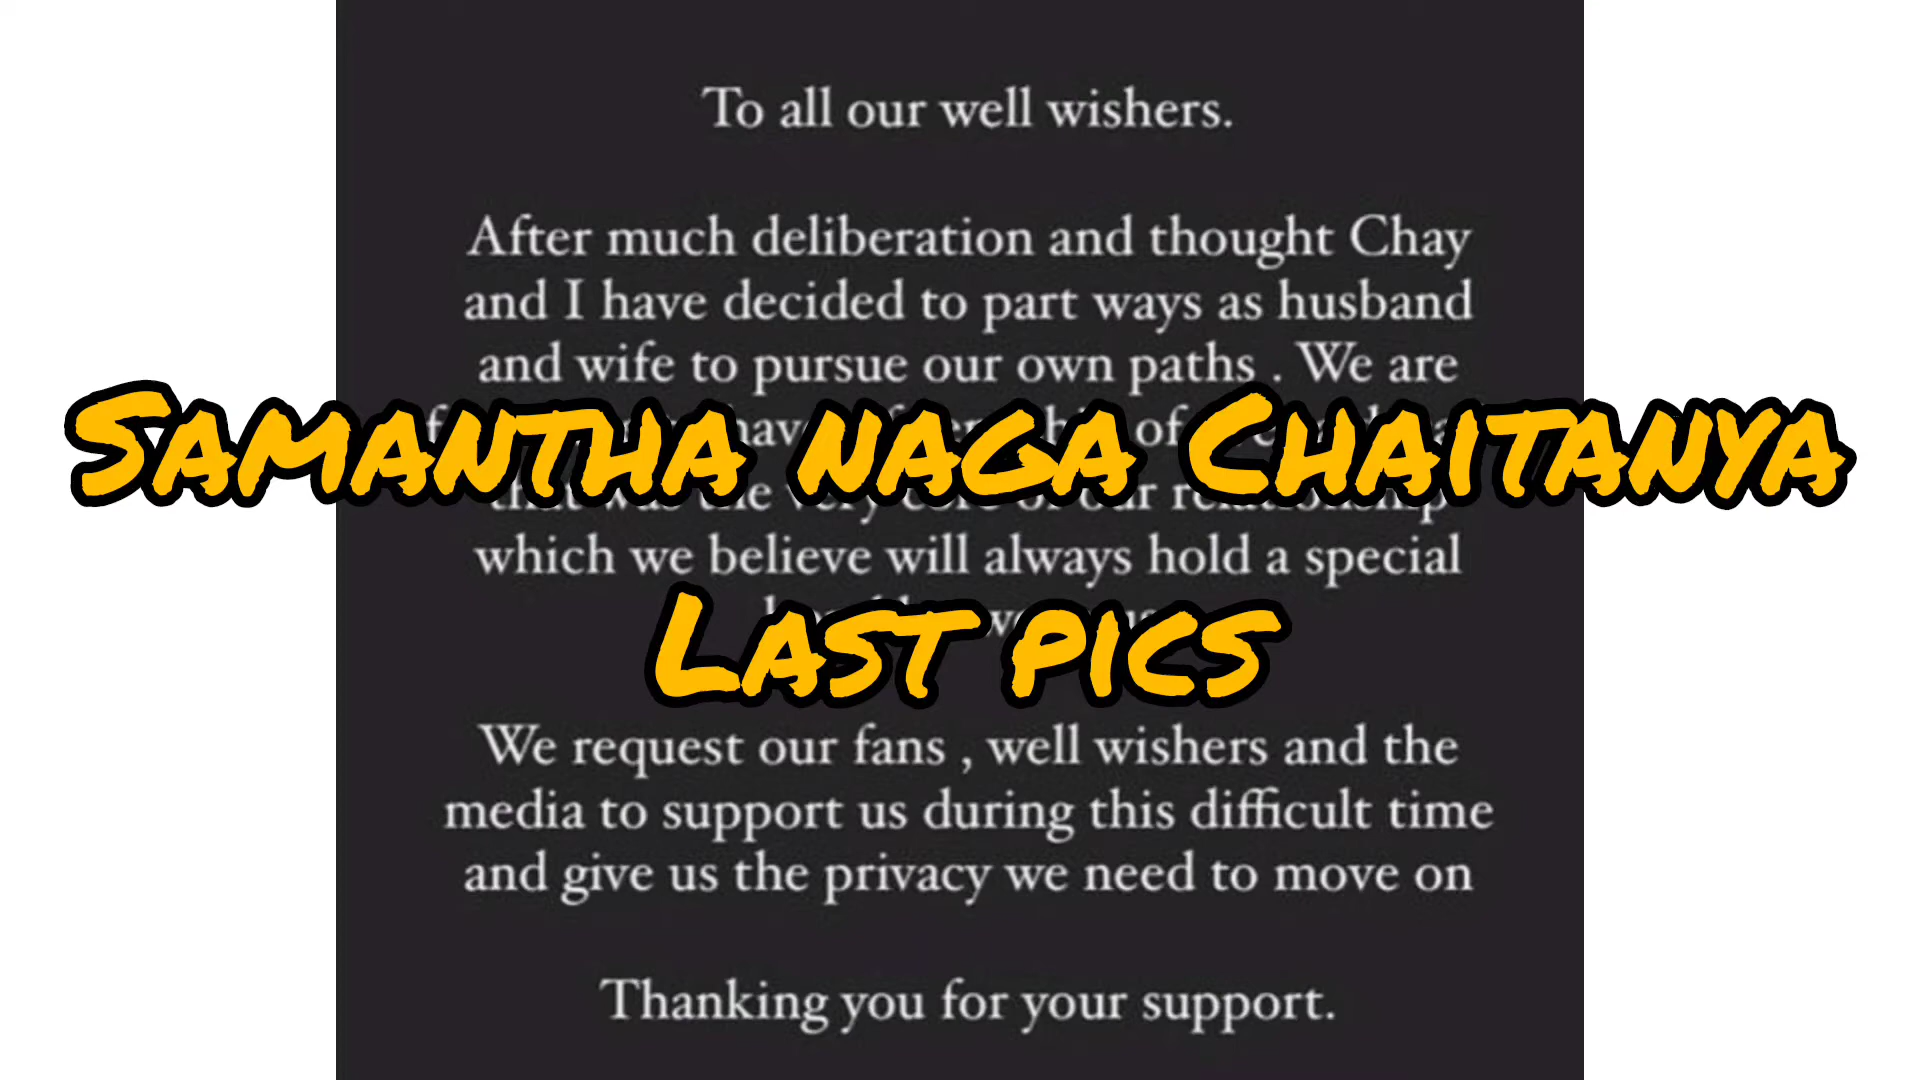 To all our well wishers.
After much deliberation and thought Chay
and I have decided to part ways as husband
and wife to pursue our own paths . We are
Samantha naga Chaitanya
which we believe will always hold a special
Last pics
We request our fans , well wishers and the
media to support us during this difficult time
and give us the privacy we need to move on
Thanking you for your support.